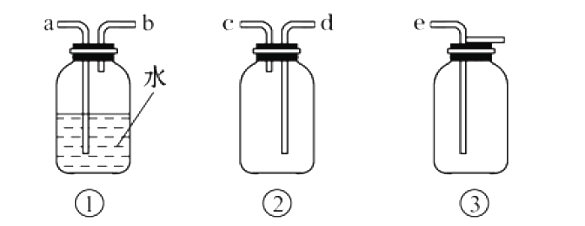 a b c d e
水
① ② ③